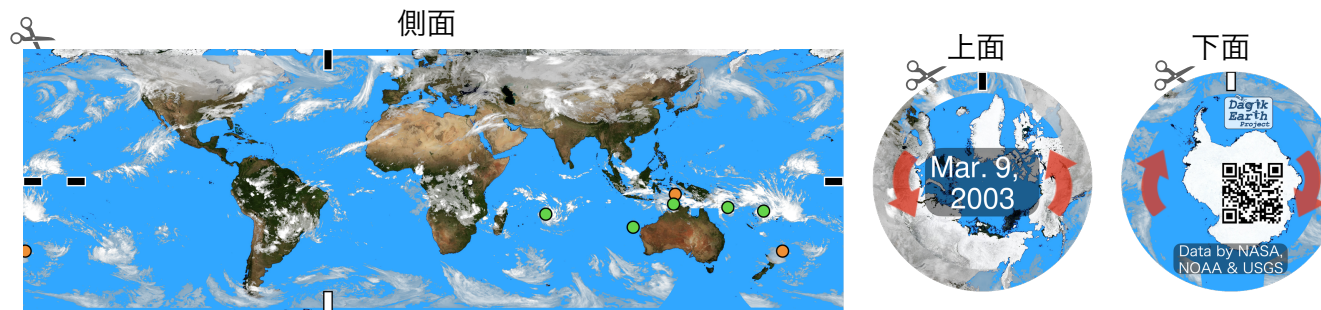 側面
上面
下面
Mar. 9,
2003
Dagik
Earth
Project
Data by NASA,
NOAA & USGS